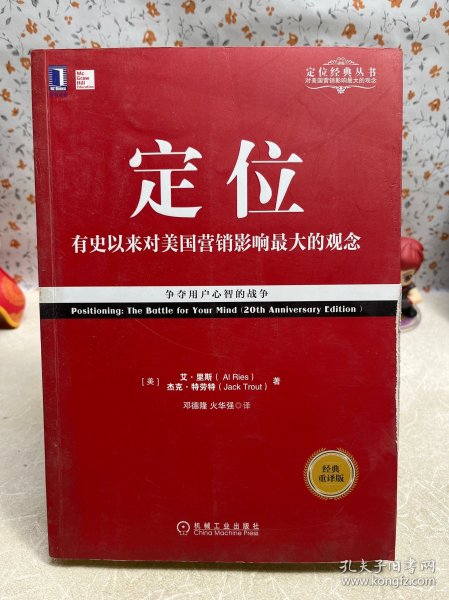 Mc
Graw
Hill
Education
定位经典丛书
对美国营销影响最大的观念
定位
有史以来对美国营销影响最大的观念
争夺用户心智的战争
Positioning: The Battle for Your Mind (20th Anniversary Edition )
[美] 艾·里斯（Al Ries）
杰克·特劳特（Jack Trout） 著
邓德隆 火华强◎译
经典
重译版
机械工业出版社
China Machine Press
孔夫子旧书网
www.kongfz.com